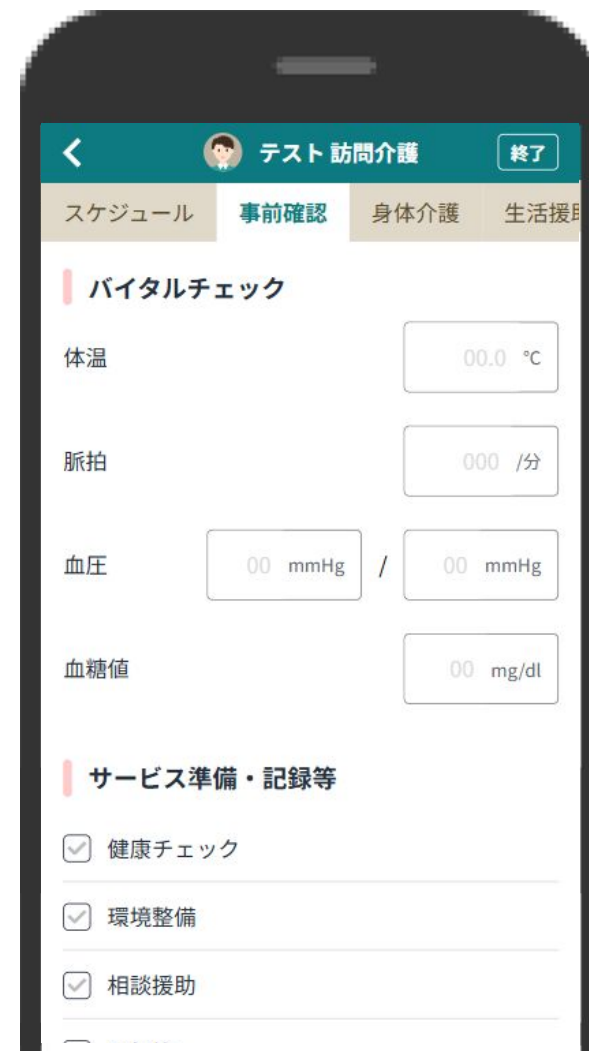 テスト 訪問介護 終了
スケジュール 事前確認 身体介護 生活援
バイタルチェック
体温 00.0 °C
脈拍 000 /分
血圧 00 mmHg / 00 mmHg
血糖値 00 mg/dl
サービス準備・記録等
健康チェック
環境整備
相談援助